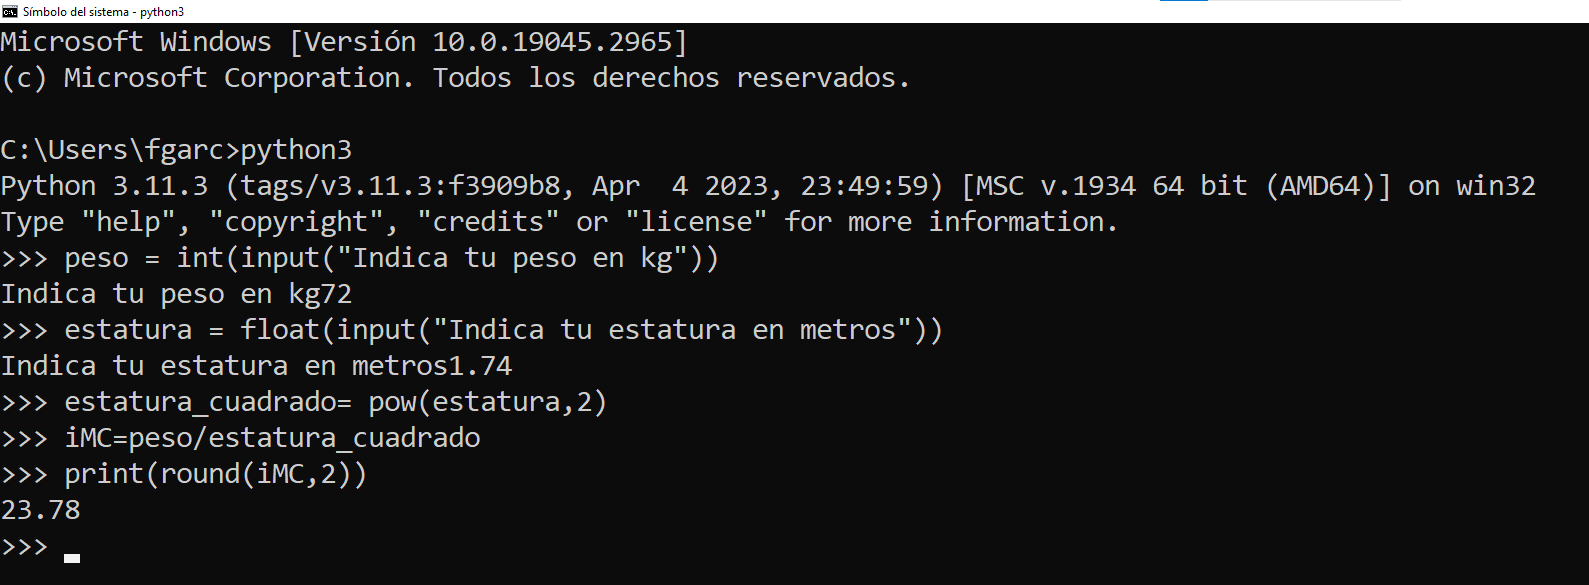 Símbolo del sistema - python3
Microsoft Windows [Versión 10.0.19045.2965]
(c) Microsoft Corporation. Todos los derechos reservados.
C:\Users\fgarc>python3
Python 3.11.3 (tags/v3.11.3:f3909b8, Apr  4 2023, 23:49:59) [MSC v.1934 64 bit (AMD64)] on win32
Type "help", "copyright", "credits" or "license" for more information.
>>> peso = int(input("Indica tu peso en kg"))
Indica tu peso en kg72
>>> estatura = float(input("Indica tu estatura en metros"))
Indica tu estatura en metros1.74
>>> estatura_cuadrado= pow(estatura,2)
>>> iMC=peso/estatura_cuadrado
>>> print(round(iMC,2))
23.78
>>>